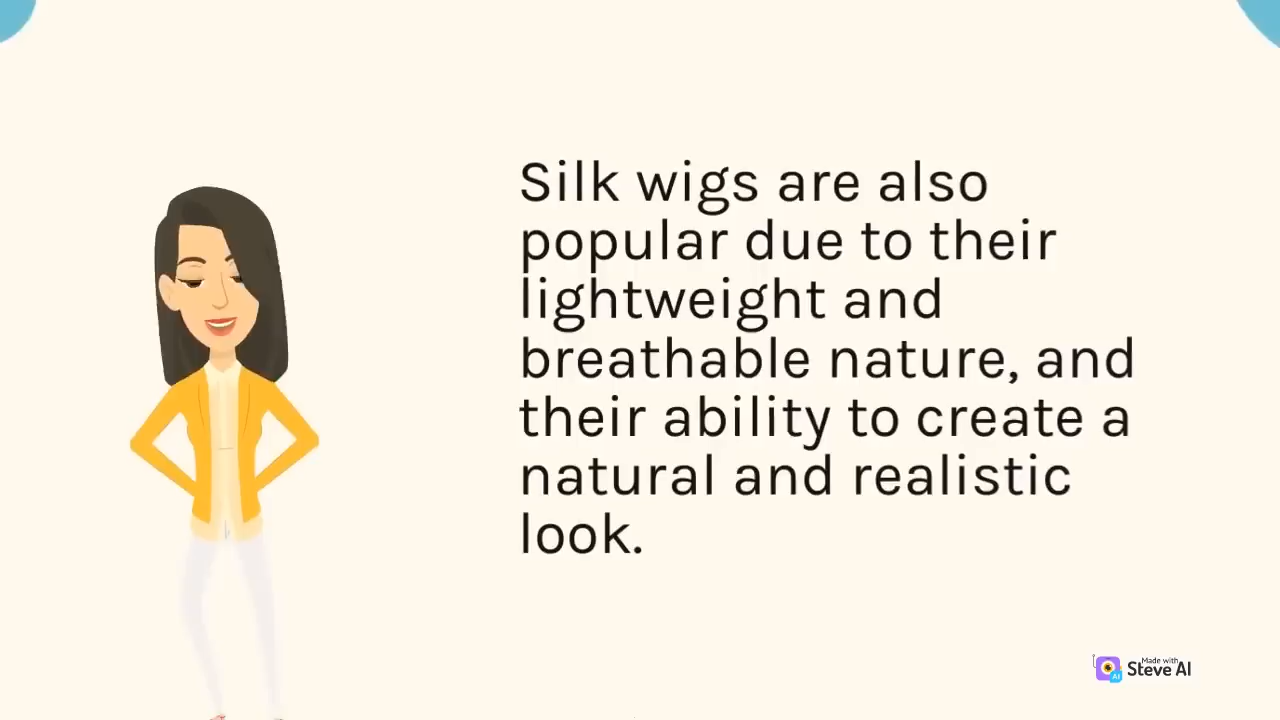 Silk wigs are also
popular due to their
lightweight and
breathable nature, and
their ability to create a
natural and realistic
look.
Made with
Steve AI
AI